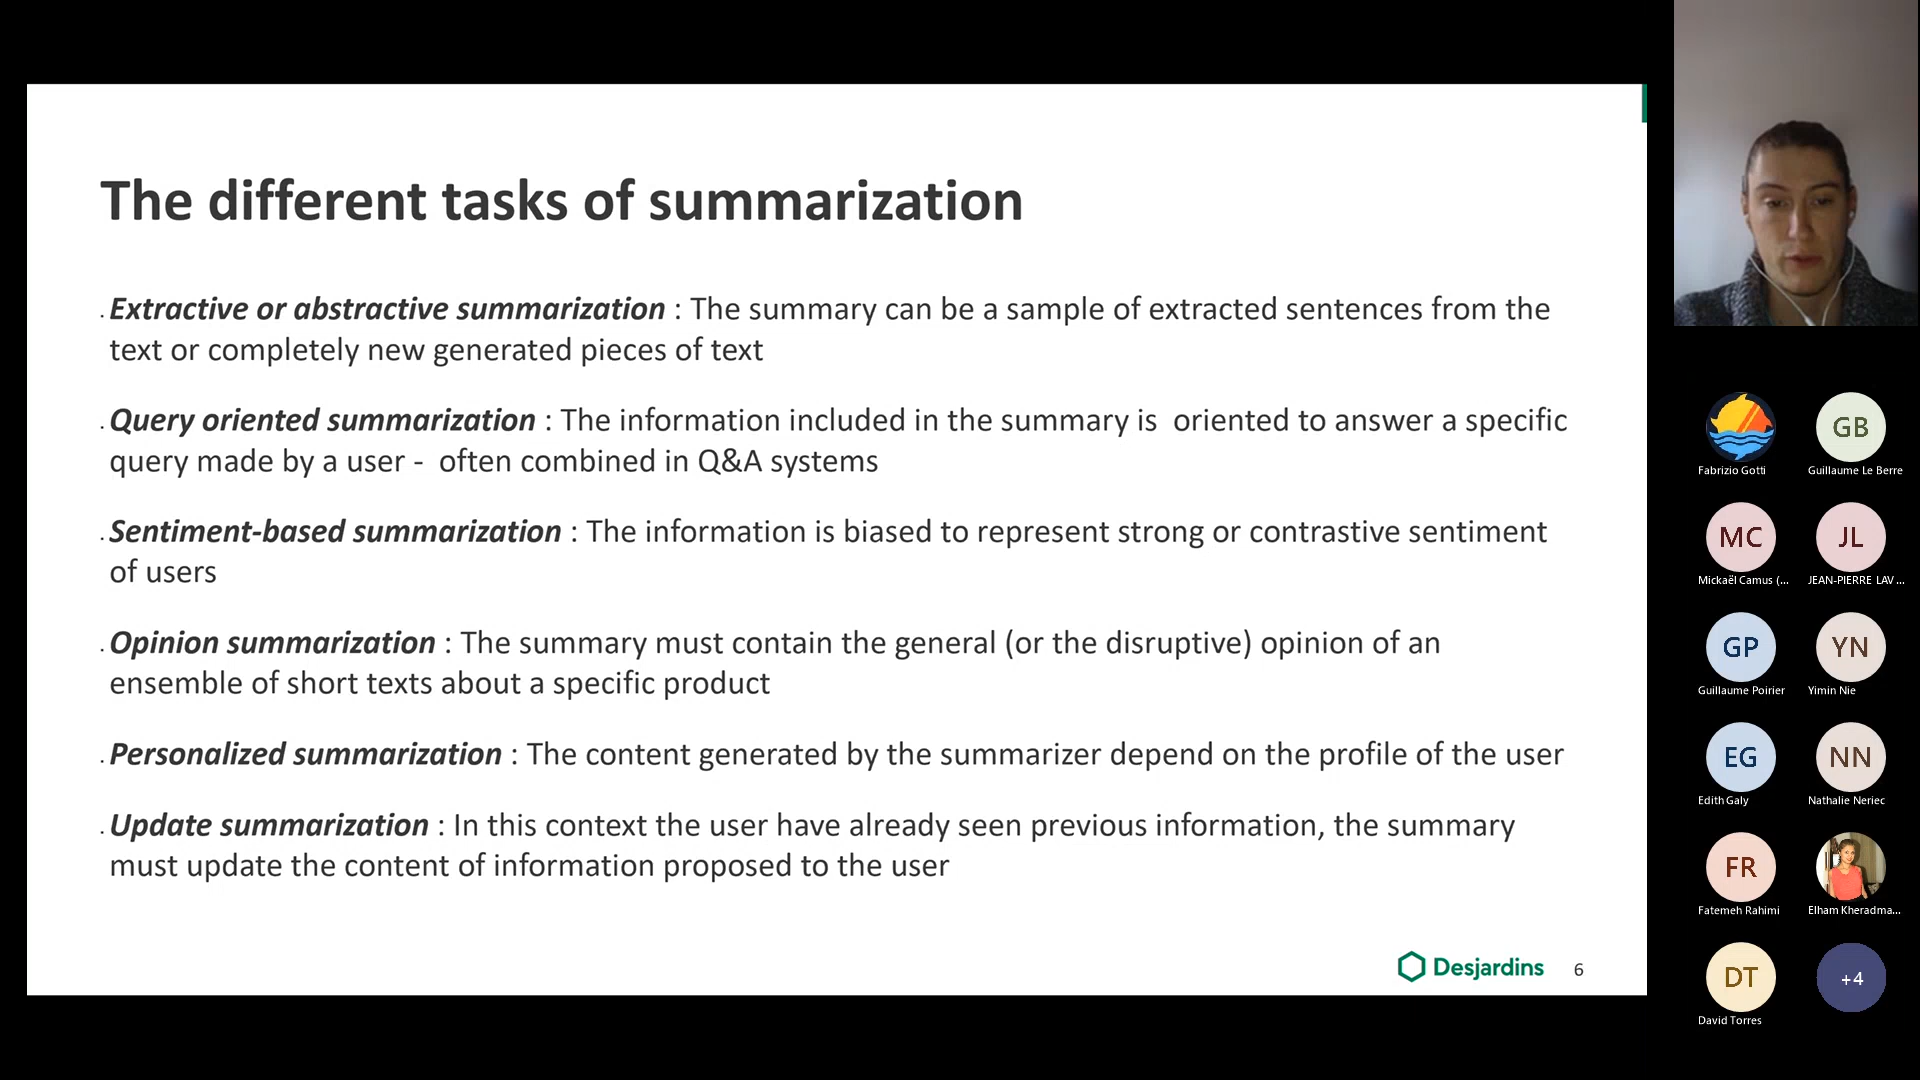 The different tasks of summarization
. Extractive or abstractive summarization : The summary can be a sample of extracted sentences from the
text or completely new generated pieces of text
. Query oriented summarization : The information included in the summary is  oriented to answer a specific
query made by a user -  often combined in Q&A systems
. Sentiment-based summarization : The information is biased to represent strong or contrastive sentiment
of users
. Opinion summarization : The summary must contain the general (or the disruptive) opinion of an
ensemble of short texts about a specific product
. Personalized summarization : The content generated by the summarizer depend on the profile of the user
. Update summarization : In this context the user have already seen previous information, the summary
must update the content of information proposed to the user
Desjardins 6
GB
Fabrizio Gotti Guillaume Le Berre
MC JL
Mickaël Camus (... JEAN-PIERRE LAV ...
GP YN
Guillaume Poirier Yimin Nie
EG NN
Edith Galy Nathalie Neriec
FR
Fatemeh Rahimi Elham Kheradma...
DT +4
David Torres